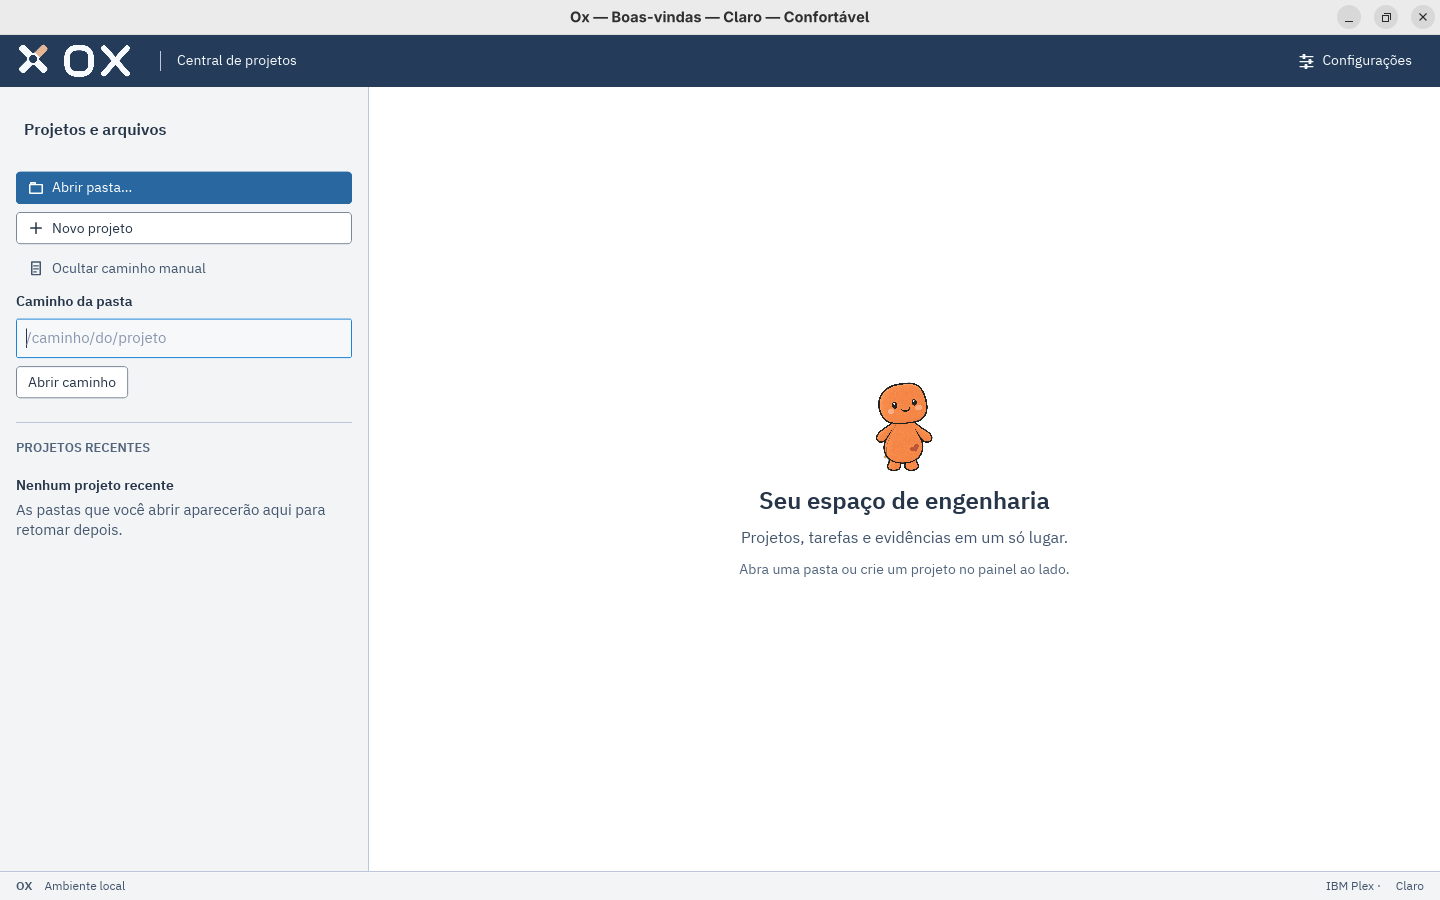 Ox — Boas-vindas — Claro — Confortável
OX
Central de projetos
Configurações
Projetos e arquivos
Abrir pasta...
Novo projeto
Ocultar caminho manual
Caminho da pasta
/caminho/do/projeto
Abrir caminho
PROJETOS RECENTES
Nenhum projeto recente
As pastas que você abrir aparecerão aqui para
retomar depois.
Seu espaço de engenharia
Projetos, tarefas e evidências em um só lugar.
Abra uma pasta ou crie um projeto no painel ao lado.
OX Ambiente local
IBM Plex · Claro